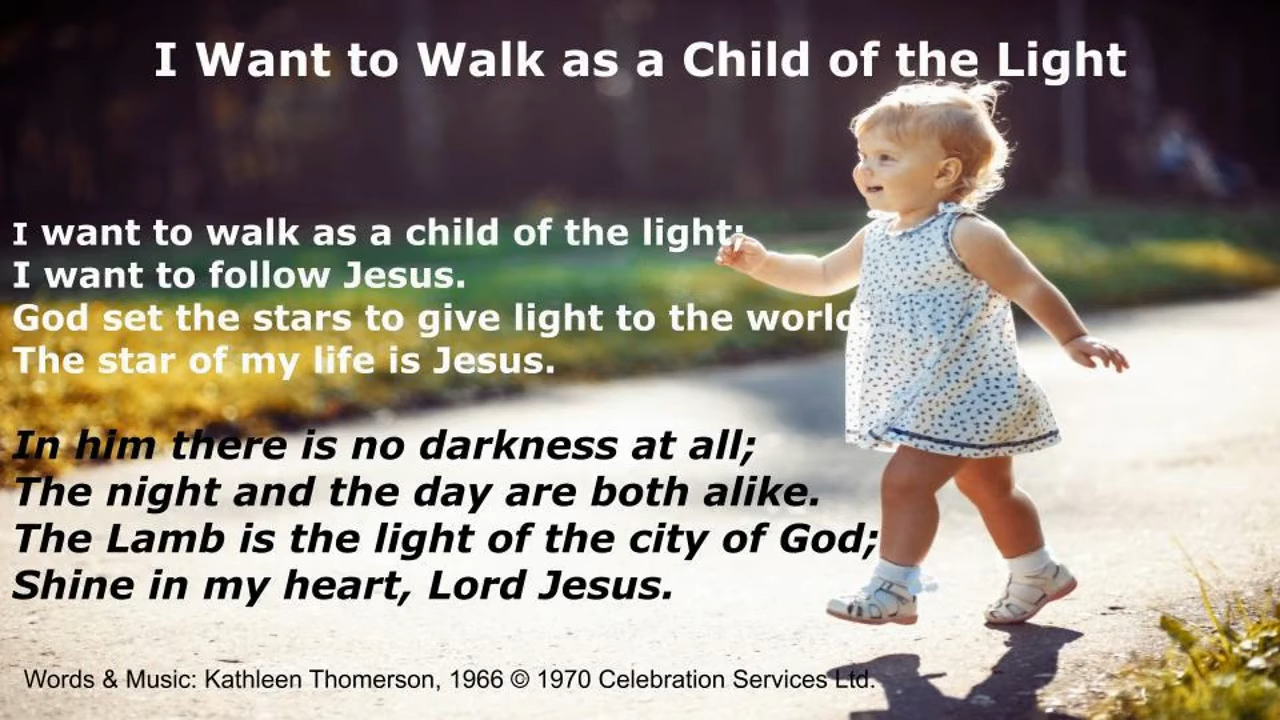 I Want to Walk as a Child of the Light
I want to walk as a child of the light;
I want to follow Jesus.
God set the stars to give light to the world
The star of my life is Jesus.
In him there is no darkness at all;
The night and the day are both alike.
The Lamb is the light of the city of God;
Shine in my heart, Lord Jesus.
Words & Music: Kathleen Thomerson, 1966 © 1970 Celebration Services Ltd.